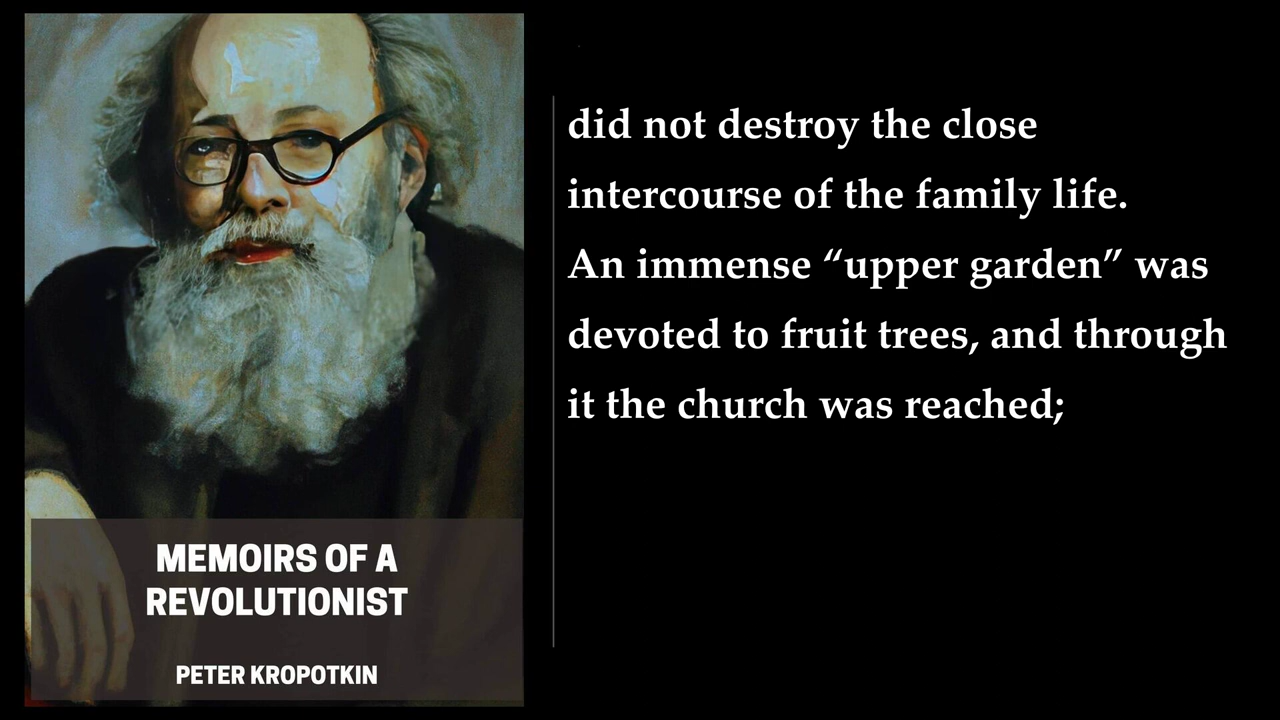 MEMOIRS OF A
REVOLUTIONIST
PETER KROPOTKIN
did not destroy the close
intercourse of the family life.
An immense “upper garden” was
devoted to fruit trees, and through
it the church was reached;